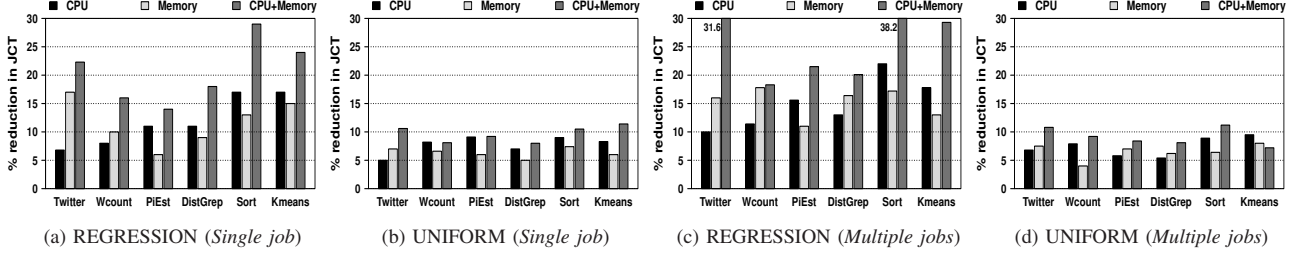 CPU Memory CPU+Memory
% reduction in JCT
30
25
20
15
10
5
0
Twitter Wcount PiEst DistGrep Sort Kmeans
(a) REGRESSION (Single job)
CPU Memory CPU+Memory
% reduction in JCT
30
25
20
15
10
5
0
Twitter Wcount PiEst DistGrep Sort Kmeans
(b) UNIFORM (Single job)
CPU Memory CPU+Memory
% reduction in JCT
30
25
20
15
10
5
0
31.6 38.2
Twitter Wcount PiEst DistGrep Sort Kmeans
(c) REGRESSION (Multiple jobs)
CPU Memory CPU+Memory
% reduction in JCT
30
25
20
15
10
5
0
Twitter Wcount PiEst DistGrep Sort Kmeans
(d) UNIFORM (Multiple jobs)